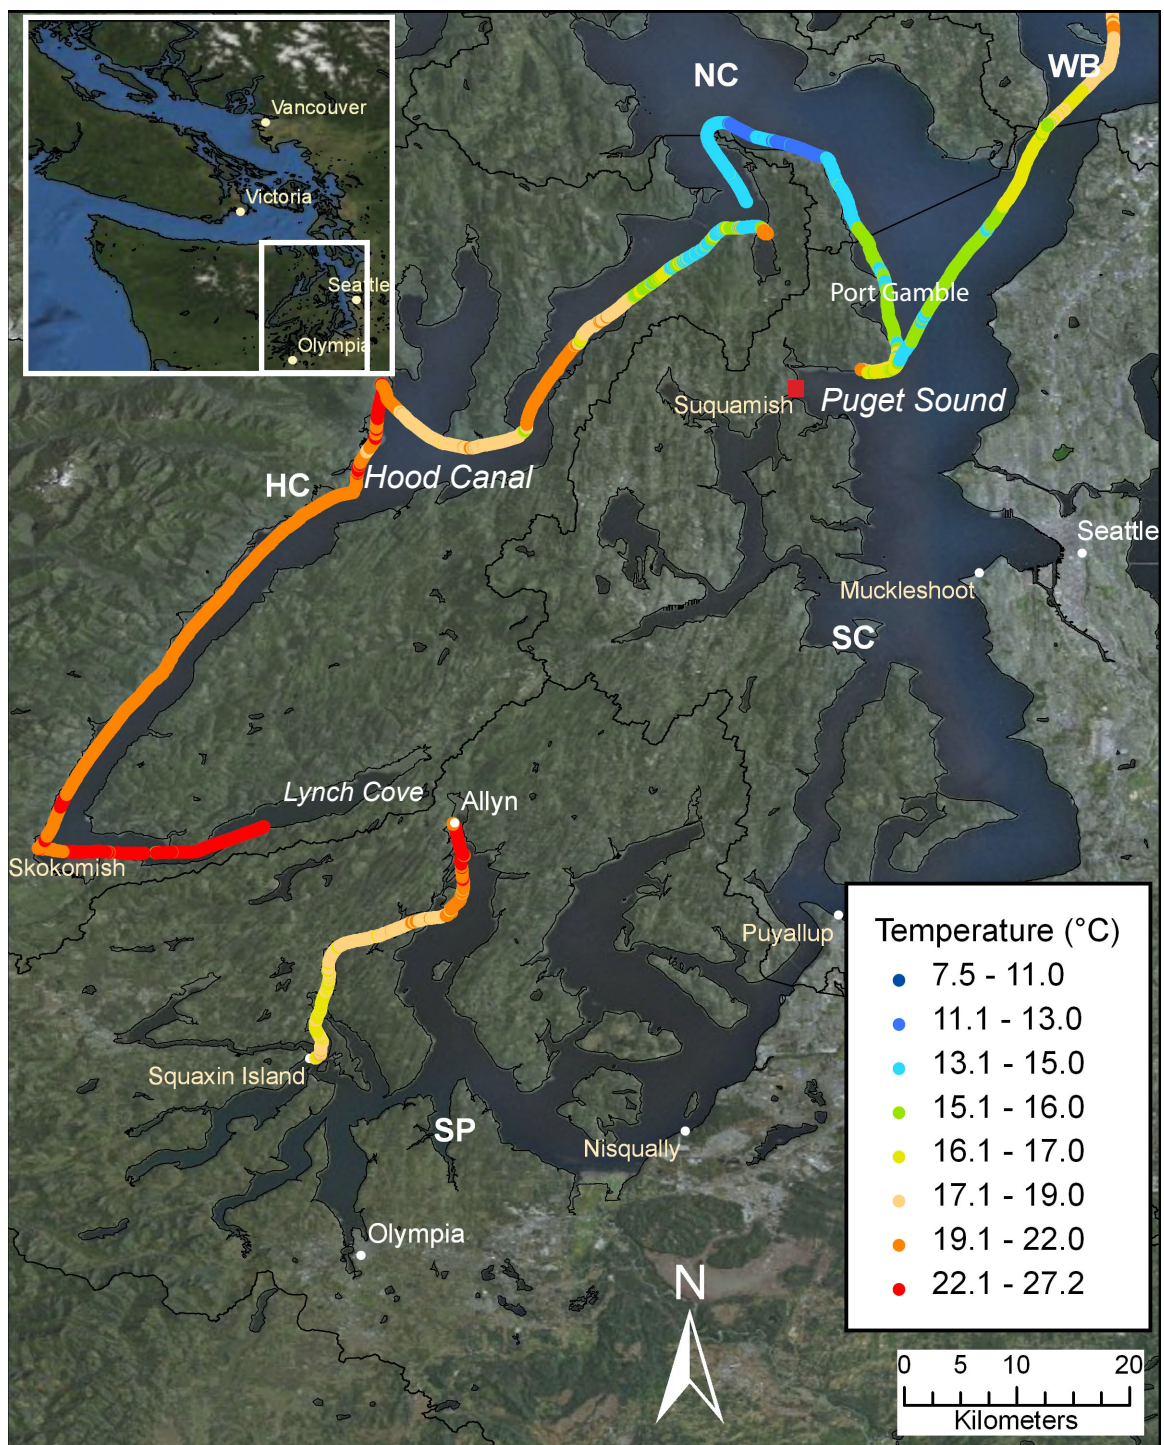 Vancouver
Victoria
Seattle
Olympia
NC
WB
Port Gamble
Suquamish
Puget Sound
HC
Hood Canal
Seattle
Muckleshoot
SC
Lynch Cove
Allyn
Skokomish
Puyallup
Squaxin Island
SP
Nisqually
Olympia
N
Temperature (°C)
7.5 - 11.0
11.1 - 13.0
13.1 - 15.0
15.1 - 16.0
16.1 - 17.0
17.1 - 19.0
19.1 - 22.0
22.1 - 27.2
0 5 10 20
Kilometers